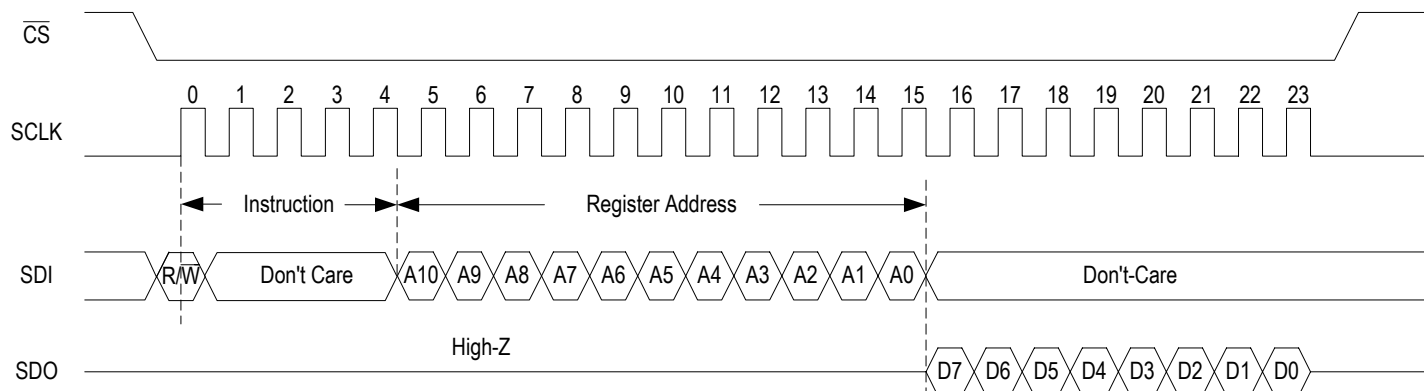 CS
0 1 2 3 4 5 6 7 8 9 10 11 12 13 14 15 16 17 18 19 20 21 22 23
SCLK
Instruction Register Address
SDI R/W Don't Care A10 A9 A8 A7 A6 A5 A4 A3 A2 A1 A0 Don't-Care
High-Z
SDO D7 D6 D5 D4 D3 D2 D1 D0